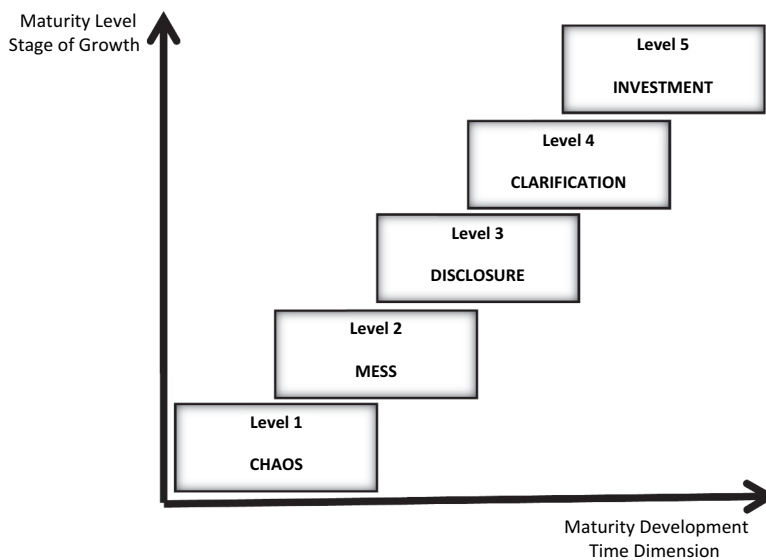 Maturity Level
Stage of Growth
Level 5
INVESTMENT
Level 4
CLARIFICATION
Level 3
DISCLOSURE
Level 2
MESS
Level 1
CHAOS
Maturity Development
Time Dimension